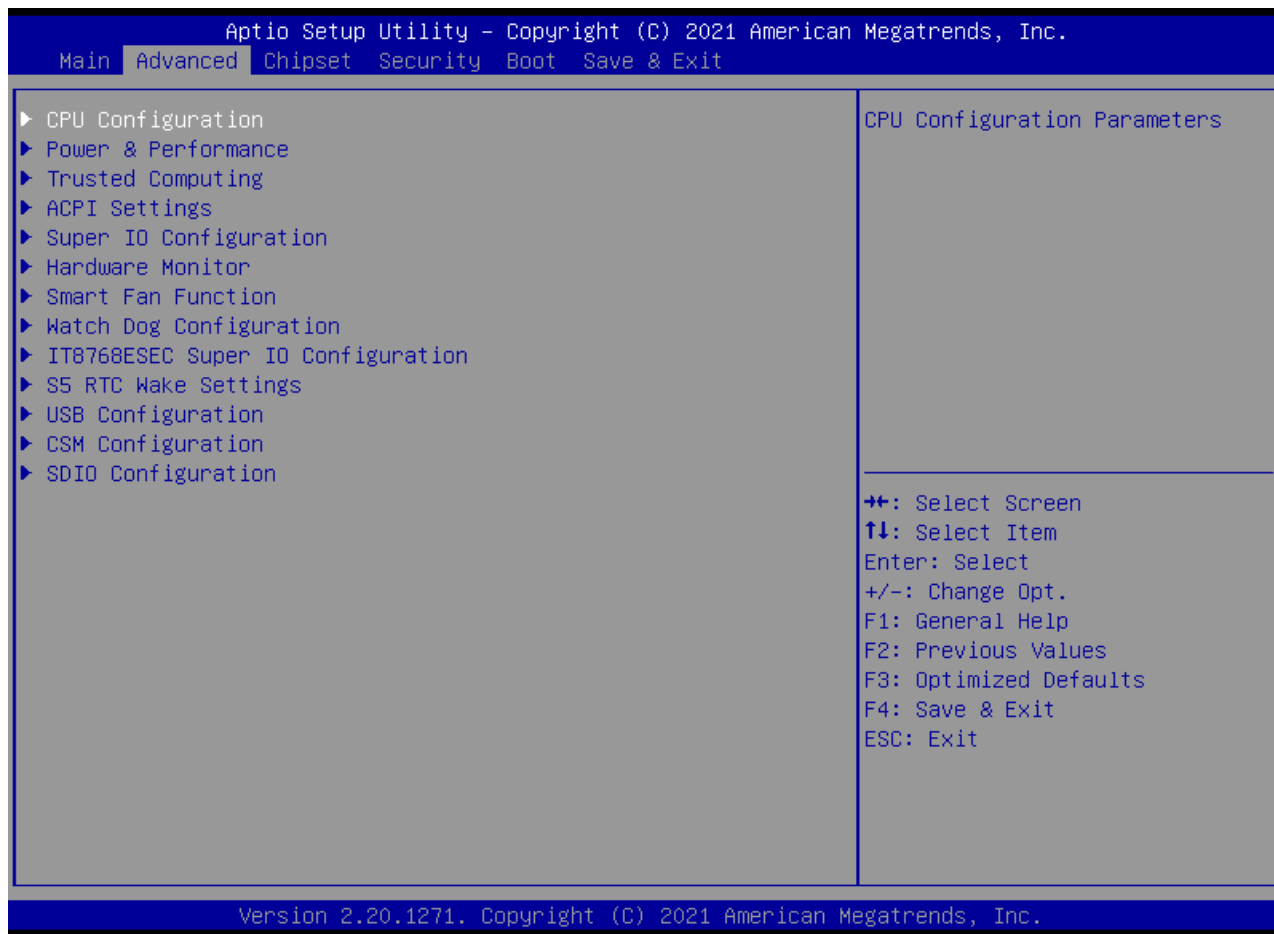 Aptio Setup Utility – Copyright (C) 2021 American Megatrends, Inc.
Main Advanced Chipset Security Boot Save & Exit
▶ CPU Configuration
▶ Power & Performance
▶ Trusted Computing
▶ ACPI Settings
▶ Super IO Configuration
▶ Hardware Monitor
▶ Smart Fan Function
▶ Watch Dog Configuration
▶ IT8768ESEC Super IO Configuration
▶ S5 RTC Wake Settings
▶ USB Configuration
▶ CSM Configuration
▶ SDIO Configuration
CPU Configuration Parameters
→←: Select Screen
↑↓: Select Item
Enter: Select
+/-: Change Opt.
F1: General Help
F2: Previous Values
F3: Optimized Defaults
F4: Save & Exit
ESC: Exit
Version 2.20.1271. Copyright (C) 2021 American Megatrends, Inc.